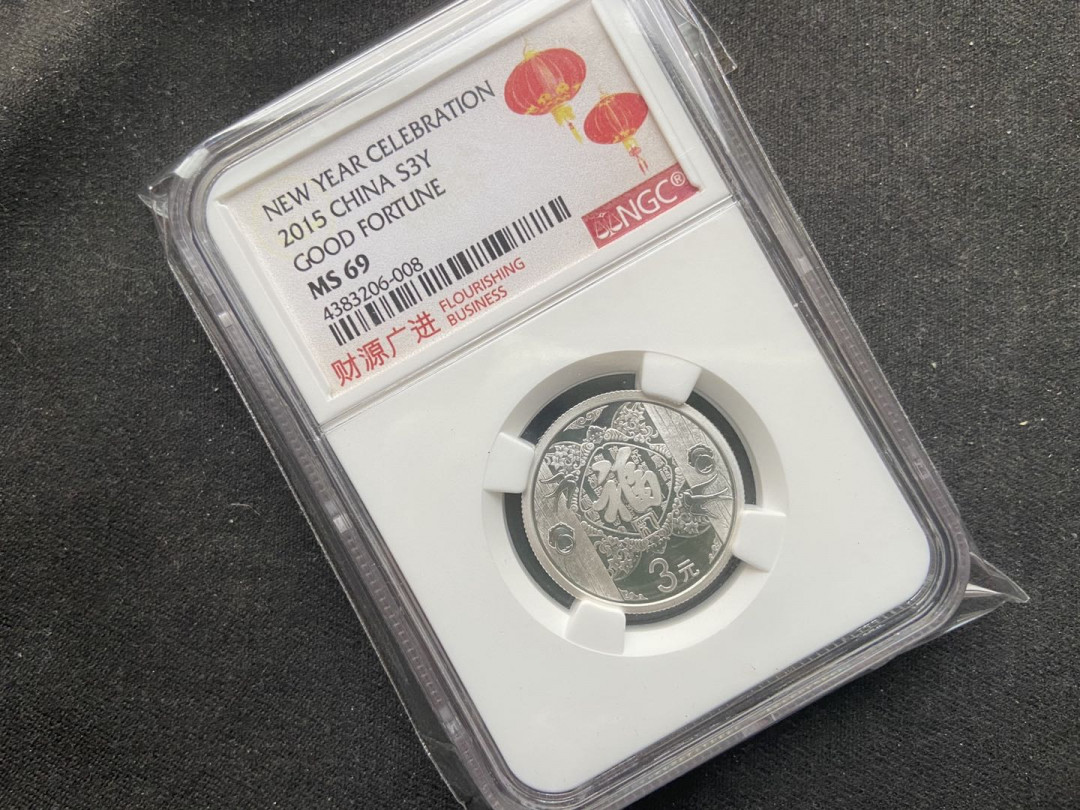 NEW YEAR CELEBRATION
2015 CHINA S3Y
GOOD FORTUNE
MS 69
4383206-008
财源广进 FLOURISHING
BUSINESS
NGC®
福
3元